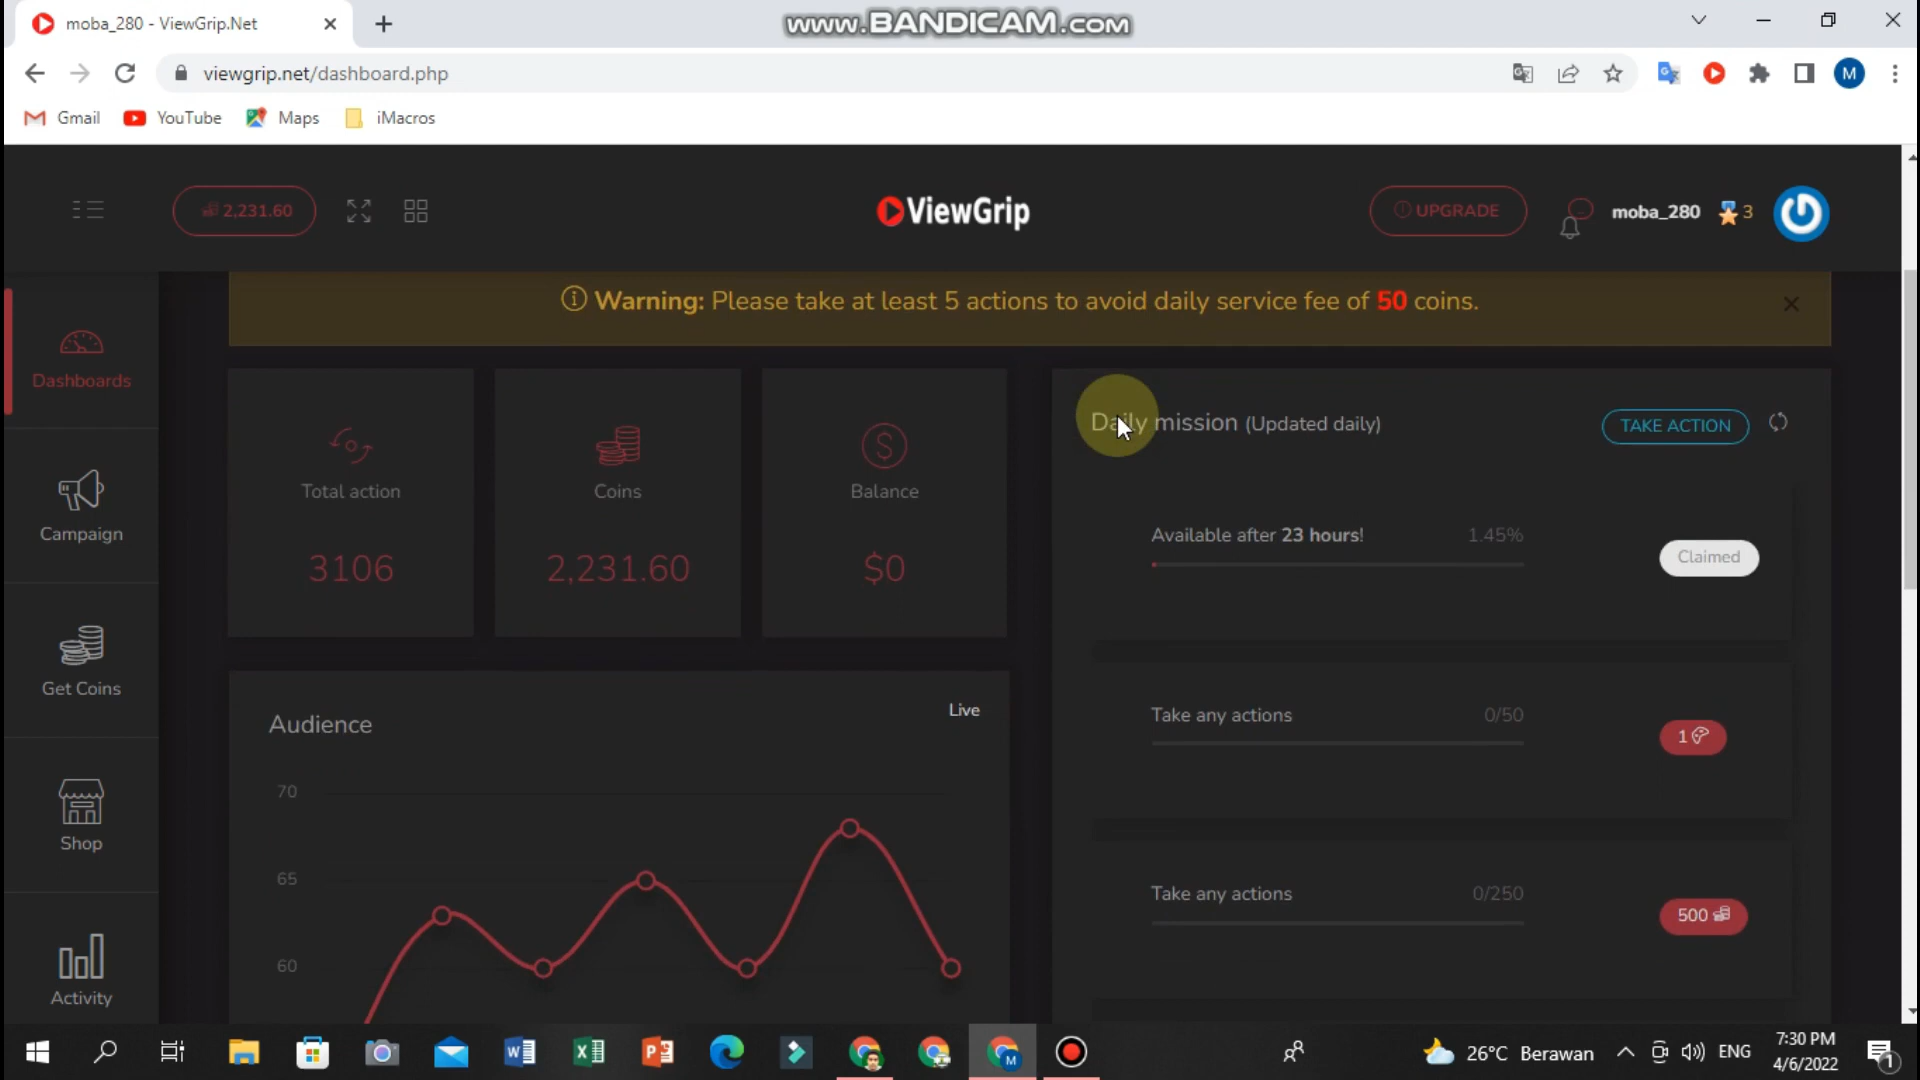 moba_280 - ViewGrip.Net
www.BANDICAM.com
viewgrip.net/dashboard.php
M
Gmail
YouTube
Maps
iMacros
2,231.60
ViewGrip
UPGRADE
moba_280
3
Warning: Please take at least 5 actions to avoid daily service fee of 50 coins.
Dashboards
Campaign
Get Coins
Shop
Activity
Total action
3106
Coins
2,231.60
Balance
$0
Daily mission (Updated daily)
TAKE ACTION
Available after 23 hours!
1.45%
Claimed
Take any actions
0/50
1
Take any actions
0/250
500
Audience
Live
70
65
60
26°C Berawan
ENG
7:30 PM
4/6/2022
1